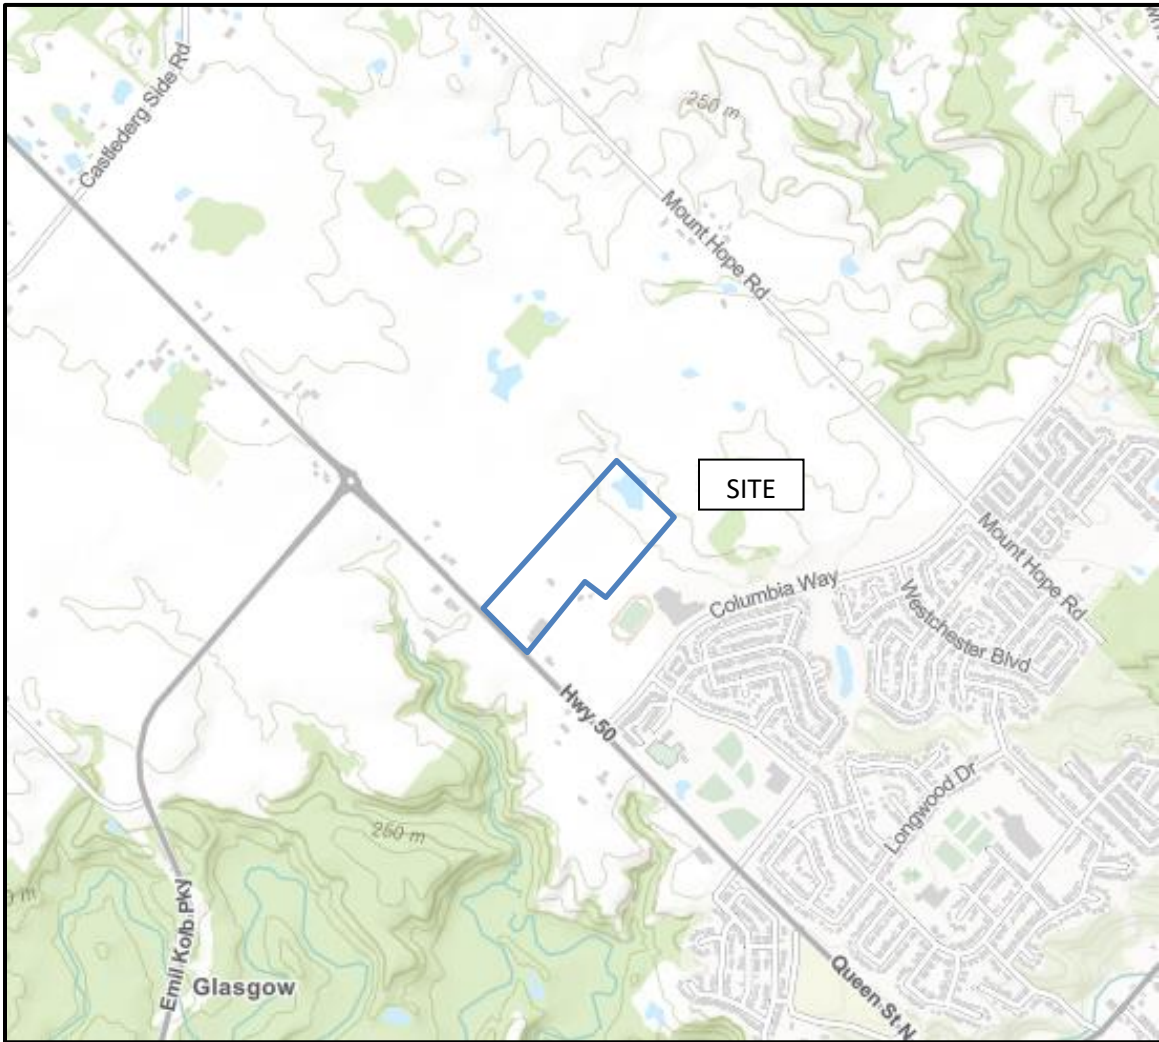 Castlederg Side Rd
250 m
Mount Hope Rd
SITE
Columbia Way
Mount Hope Rd
Westchester Blvd
Hwy 50
Longwood Dr
250 m
Emil Kolb Pky
Glasgow
Queen St N